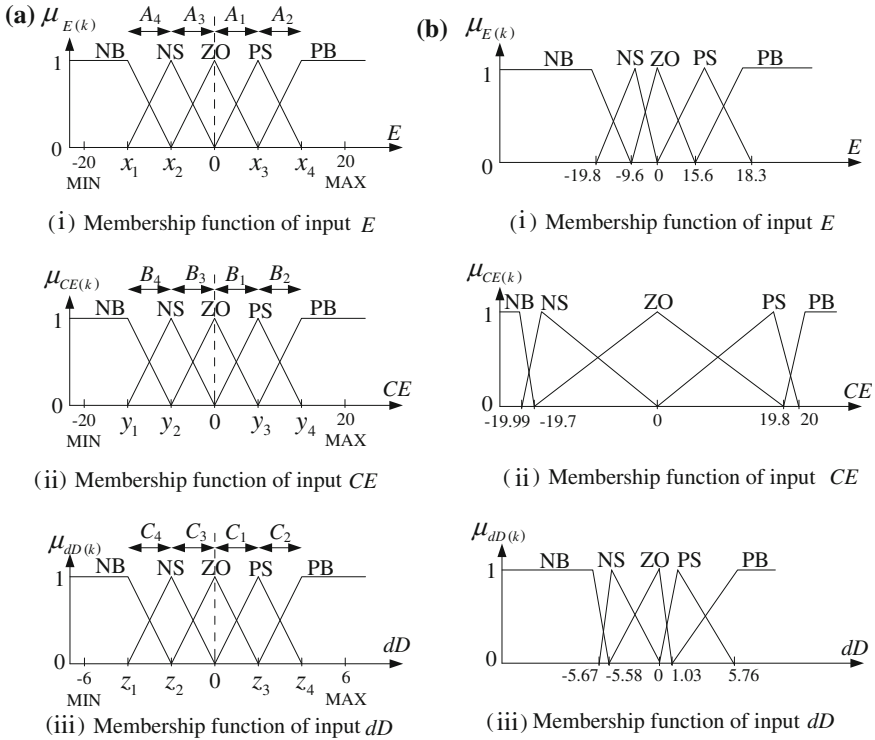 (a)
μE(k)
A4 A3 A1 A2
NB NS ZO PS PB
1
0
E
-20 x1 x2 0 x3 x4 20
MIN MAX
(i) Membership function of input E
μCE(k)
B4 B3 B1 B2
NB NS ZO PS PB
1
0
CE
-20 y1 y2 0 y3 y4 20
MIN MAX
(ii) Membership function of input CE
μdD(k)
C4 C3 C1 C2
NB NS ZO PS PB
1
0
dD
-6 z1 z2 0 z3 z4 6
MIN MAX
(iii) Membership function of input dD
(b)
μE(k)
NB NS ZO PS PB
1
0
E
-19.8 -9.6 0 15.6 18.3
(i) Membership function of input E
μCE(k)
NB NS ZO PS PB
1
0
CE
-19.99 -19.7 0 19.8 20
(ii) Membership function of input CE
μdD(k)
NB NS ZO PS PB
1
0
dD
-5.67 -5.58 0 1.03 5.76
(iii) Membership function of input dD